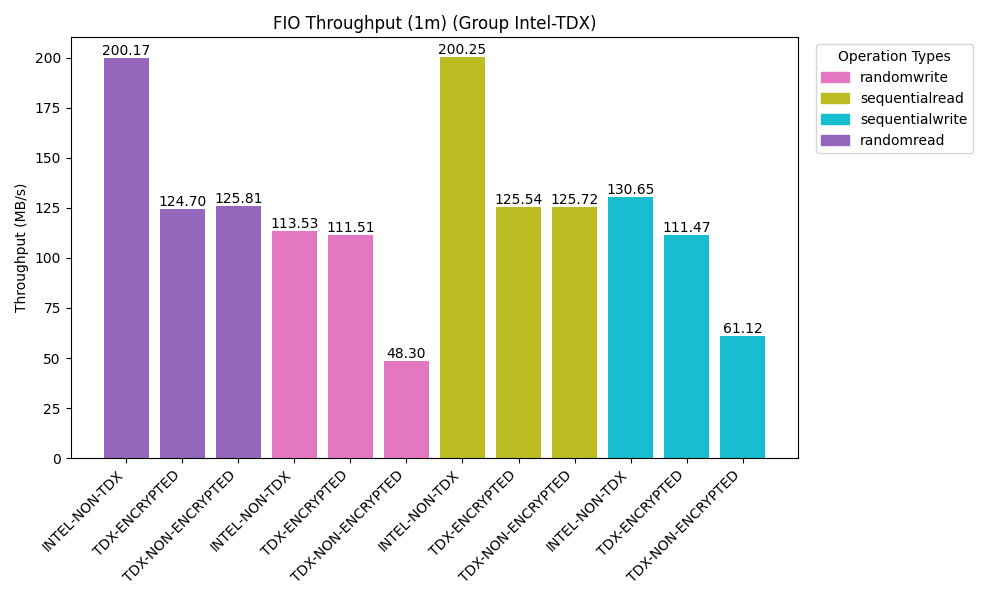 FIO Throughput (1m) (Group Intel-TDX)
Throughput (MB/s)
200
175
150
125
100
75
50
25
0
200.17
124.70
125.81
113.53
111.51
48.30
200.25
125.54
125.72
130.65
111.47
61.12
INTEL-NON-TDX
TDX-ENCRYPTED
TDX-NON-ENCRYPTED
INTEL-NON-TDX
TDX-ENCRYPTED
TDX-NON-ENCRYPTED
INTEL-NON-TDX
TDX-ENCRYPTED
TDX-NON-ENCRYPTED
INTEL-NON-TDX
TDX-ENCRYPTED
TDX-NON-ENCRYPTED
Operation Types
randomwrite
sequentialread
sequentialwrite
randomread